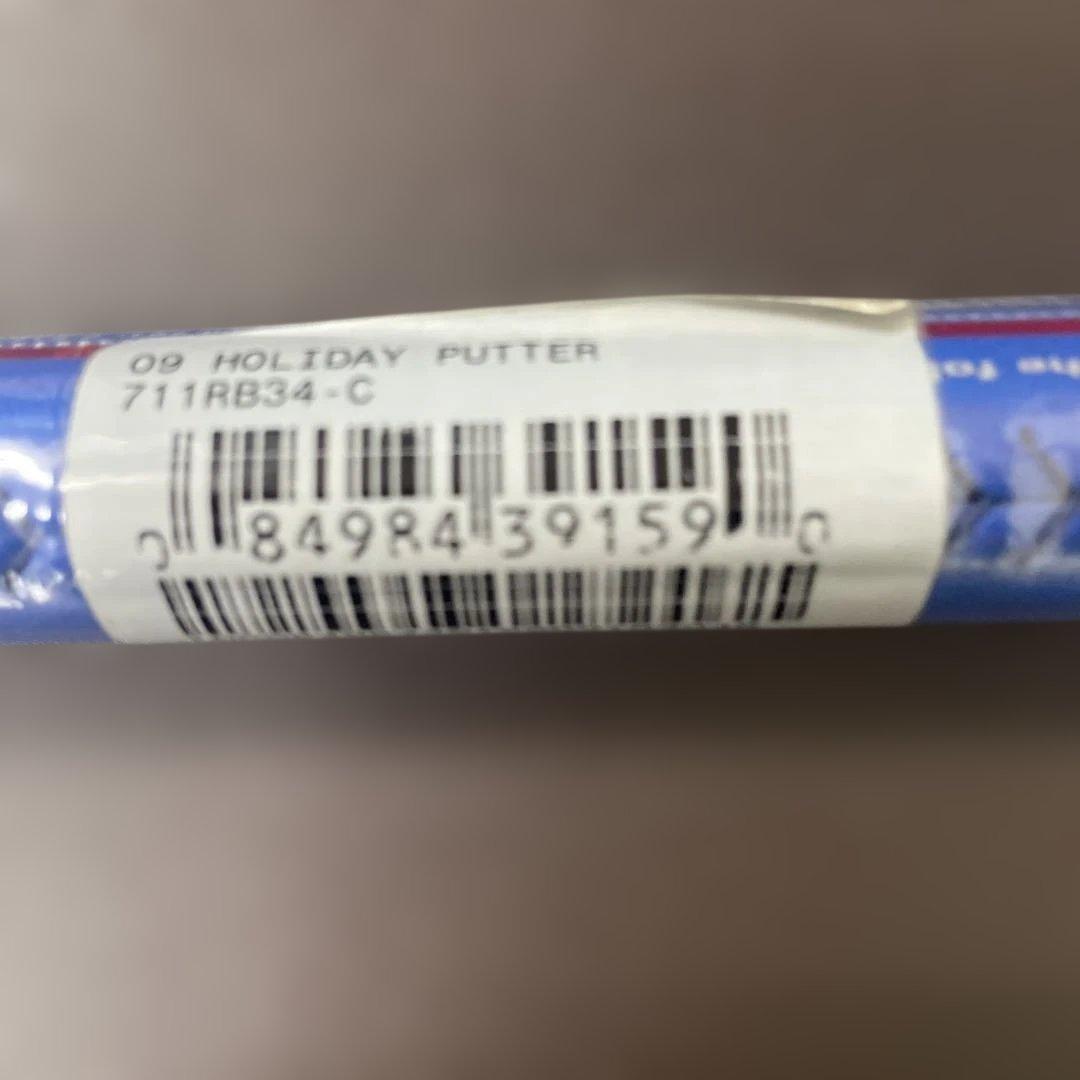 09 HOLIDAY PUTTER
711RB34-C
0 84984 39159 0